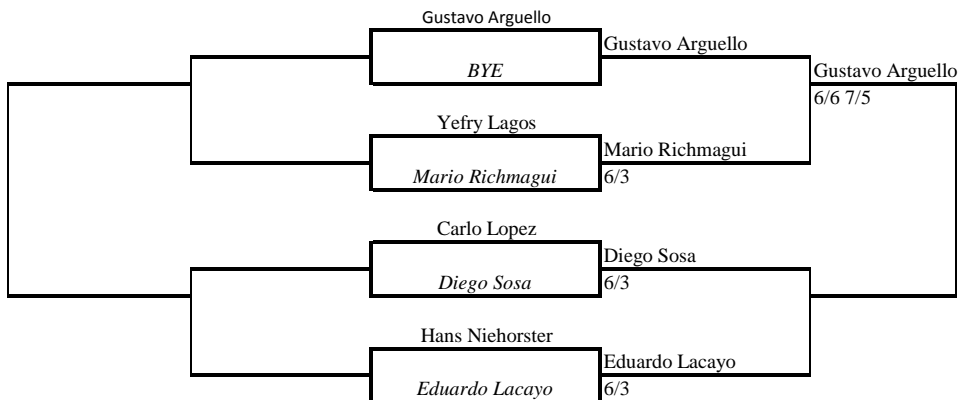 Gustavo Arguello
Gustavo Arguello
BYE
Gustavo Arguello
6/6 7/5
Yefry Lagos
Mario Richmagui
Mario Richmagui
6/3
Carlo Lopez
Diego Sosa
Diego Sosa
6/3
Hans Niehorster
Eduardo Lacayo
Eduardo Lacayo
6/3